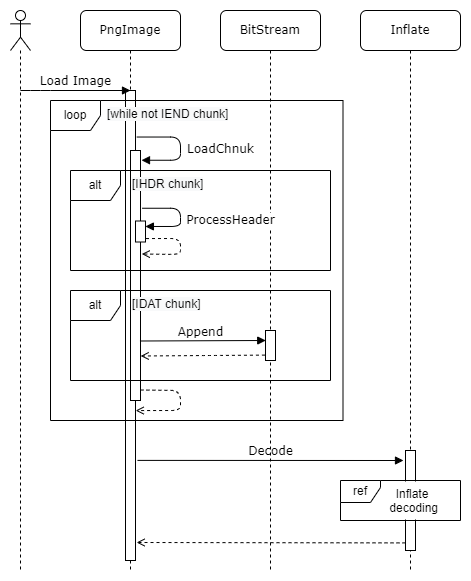 PngImage
BitStream
Inflate
Load Image
loop
[while not IEND chunk]
LoadChnuk
alt
[IHDR chunk]
ProcessHeader
alt
[IDAT chunk]
Append
Decode
ref
Inflate
decoding